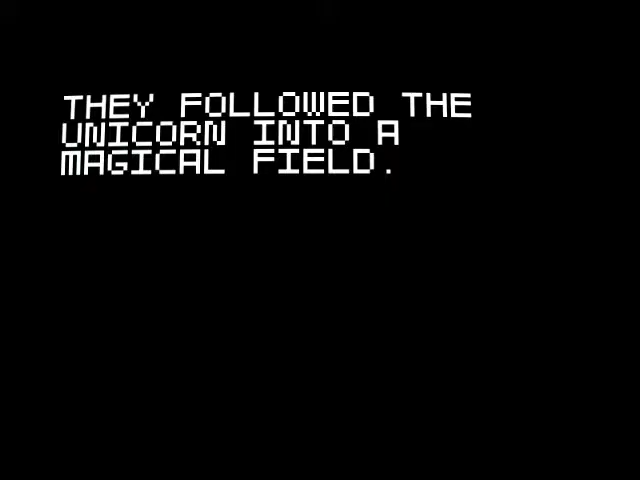 THEY FOLLOWED THE
UNICORN INTO A
MAGICAL FIELD.